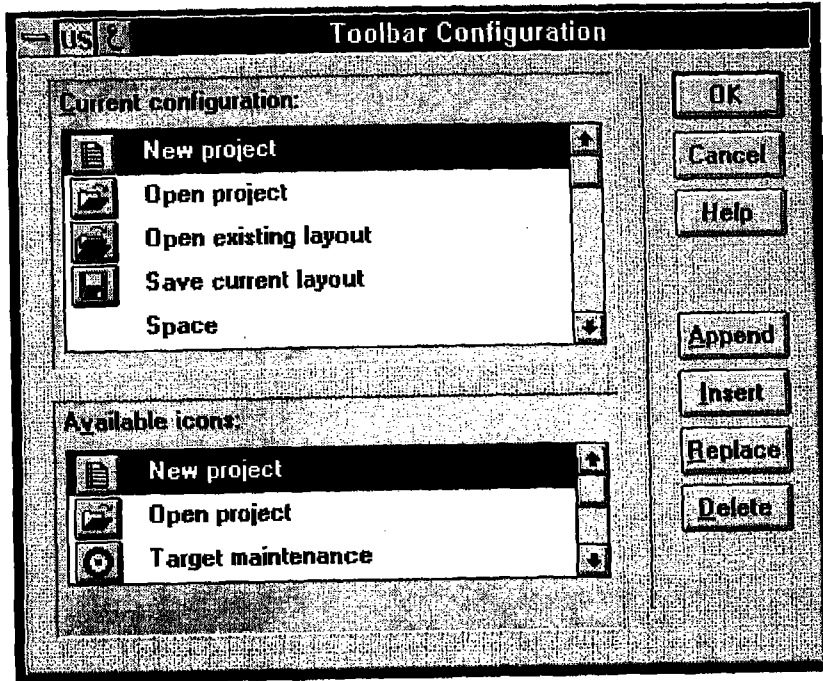 US Toolbar Configuration
Current configuration:
New project
Open project
Open existing layout
Save current layout
Space
Available icons:
New project
Open project
Target maintenance
OK
Cancel
Help
Append
Insert
Replace
Delete